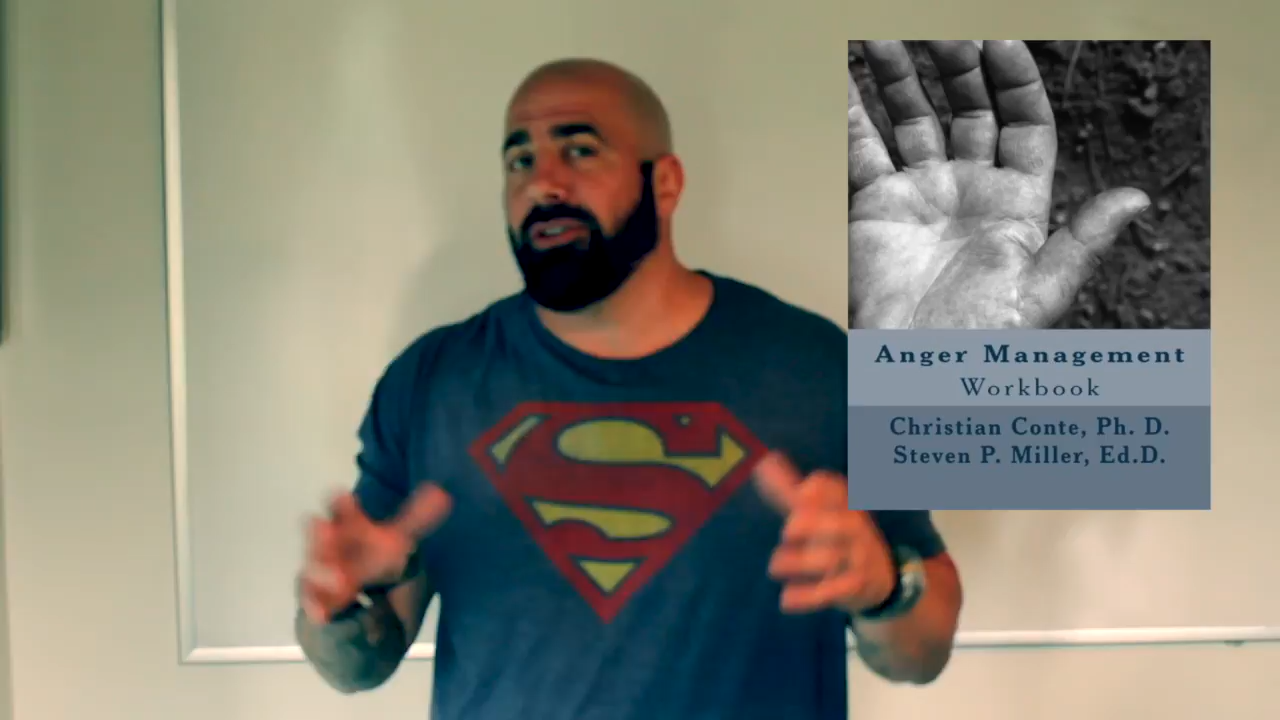 Anger Management
Workbook
Christian Conte, Ph. D.
Steven P. Miller, Ed.D.